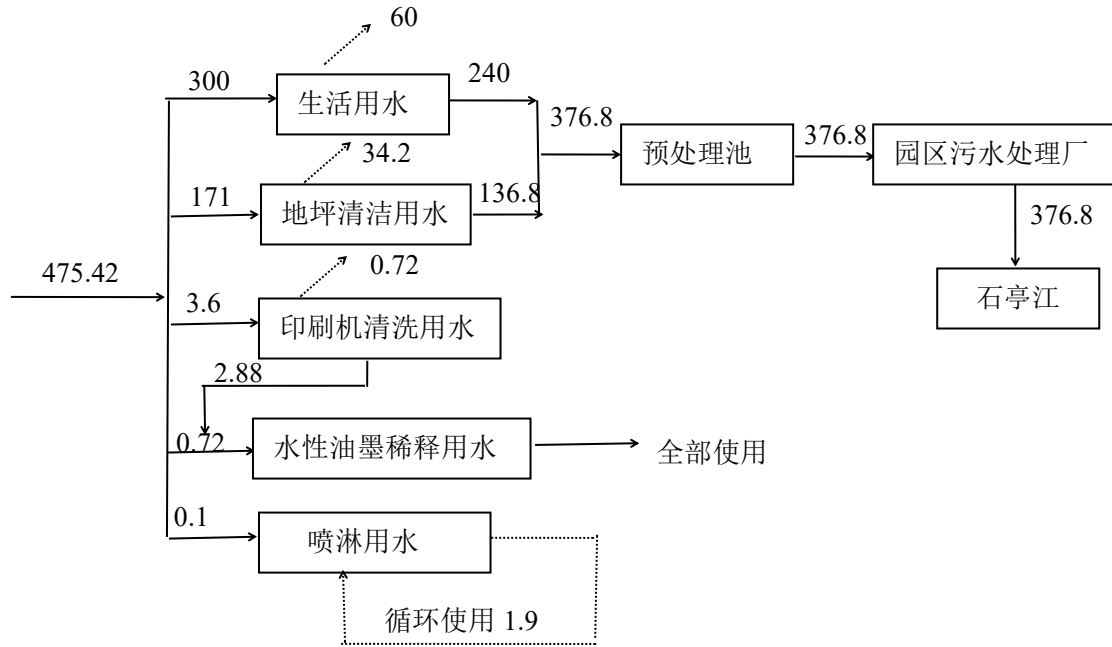 60
300
生活用水
240
376.8
预处理池
376.8
园区污水处理厂
34.2
171
地坪清洁用水
136.8
376.8
475.42
0.72
石亭江
3.6
印刷机清洗用水
2.88
0.72
水性油墨稀释用水
全部使用
0.1
喷淋用水
循环使用 1.9